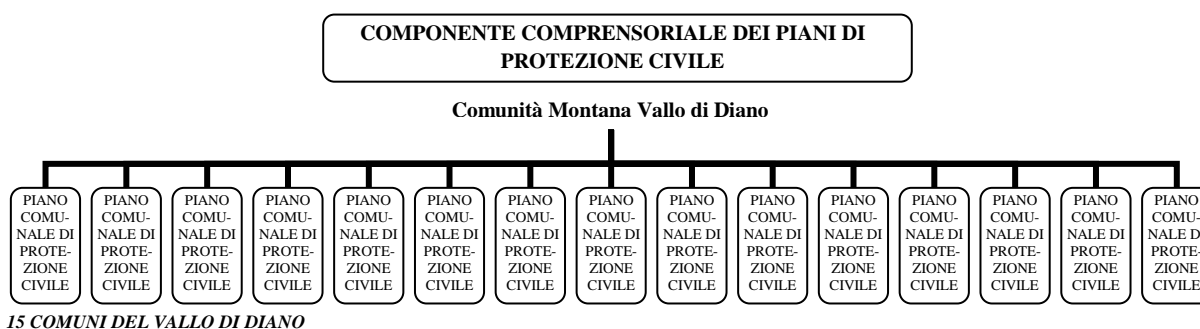 COMPONENTE COMPRENSORIALE DEI PIANI DI
PROTEZIONE CIVILE
Comunità Montana Vallo di Diano
PIANO
COMU-
NALE DI
PROTE-
ZIONE
CIVILE
PIANO
COMU-
NALE DI
PROTE-
ZIONE
CIVILE
PIANO
COMU-
NALE DI
PROTE-
ZIONE
CIVILE
PIANO
COMU-
NALE DI
PROTE-
ZIONE
CIVILE
PIANO
COMU-
NALE DI
PROTE-
ZIONE
CIVILE
PIANO
COMU-
NALE DI
PROTE-
ZIONE
CIVILE
PIANO
COMU-
NALE DI
PROTE-
ZIONE
CIVILE
PIANO
COMU-
NALE DI
PROTE-
ZIONE
CIVILE
PIANO
COMU-
NALE DI
PROTE-
ZIONE
CIVILE
PIANO
COMU-
NALE DI
PROTE-
ZIONE
CIVILE
PIANO
COMU-
NALE DI
PROTE-
ZIONE
CIVILE
PIANO
COMU-
NALE DI
PROTE-
ZIONE
CIVILE
PIANO
COMU-
NALE DI
PROTE-
ZIONE
CIVILE
PIANO
COMU-
NALE DI
PROTE-
ZIONE
CIVILE
PIANO
COMU-
NALE DI
PROTE-
ZIONE
CIVILE
15 COMUNI DEL VALLO DI DIANO